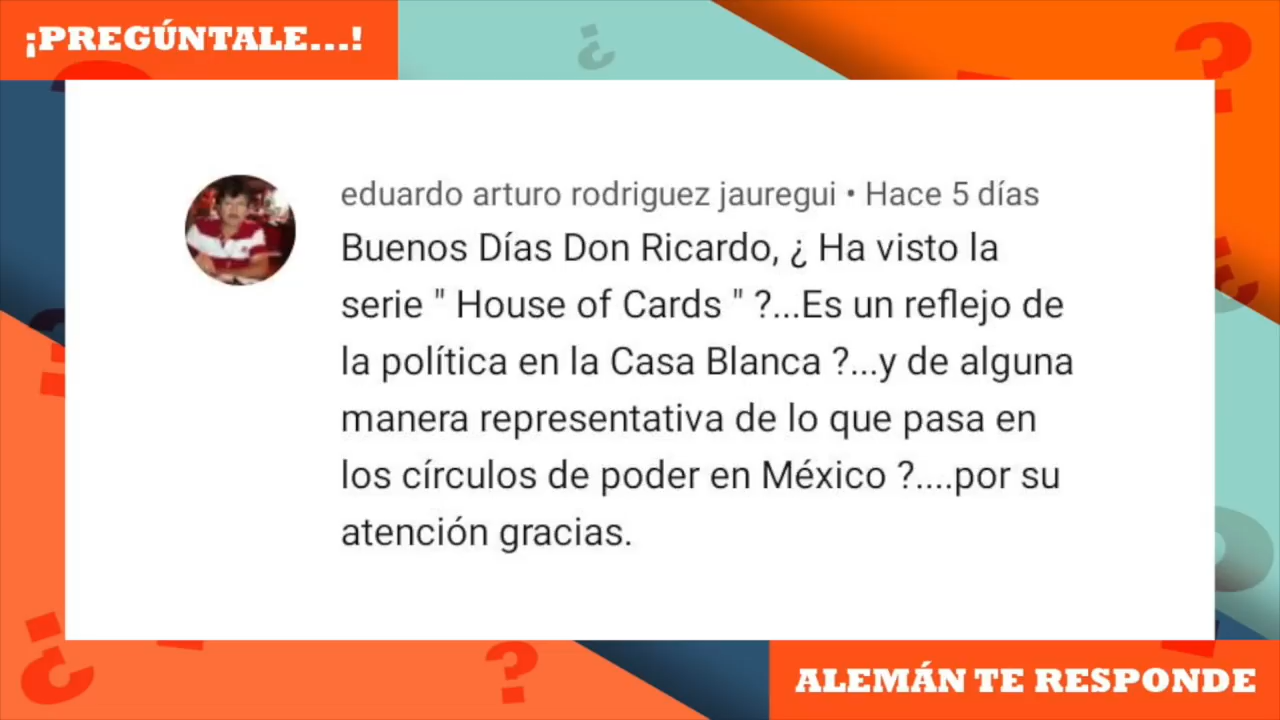 ¡PREGÚNTALE...!
eduardo arturo rodriguez jauregui • Hace 5 días
Buenos Días Don Ricardo, ¿ Ha visto la
serie " House of Cards " ?...Es un reflejo de
la política en la Casa Blanca ?...y de alguna
manera representativa de lo que pasa en
los círculos de poder en México ?....por su
atención gracias.
ALEMÁN TE RESPONDE